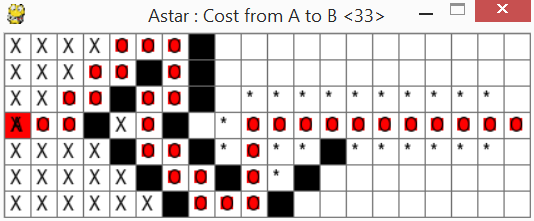 Astar : Cost from A to B <33>
X X X X O O O
X X X O O O
X X O O O O * * * * * * * * * *
A O O X O * O O O O O O O O O O O
X X X X O O * O * * * * * * * *
X X X X X O O O *
X X X X X X O O O